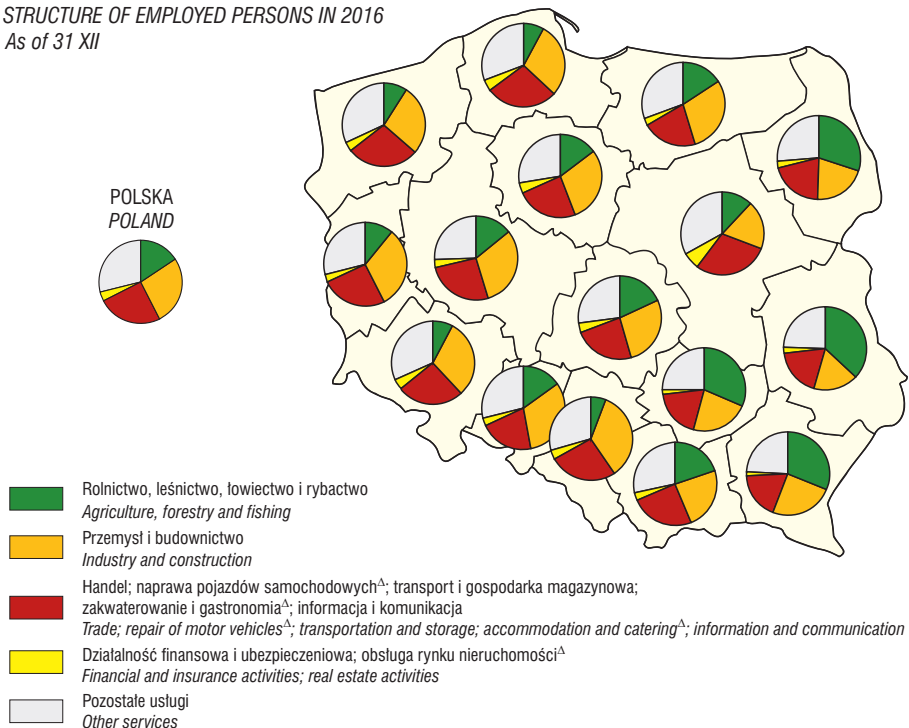 STRUCTURE OF EMPLOYED PERSONS IN 2016
As of 31 XII
POLSKA
POLAND
Rolnictwo, leśnictwo, łowiectwo i rybactwo
Agriculture, forestry and fishing
Przemysł i budownictwo
Industry and construction
Handel; naprawa pojazdów samochodowych∆; transport i gospodarka magazynowa;
zakwaterowanie i gastronomia∆; informacja i komunikacja
Trade; repair of motor vehicles∆; transportation and storage; accommodation and catering∆; information and communication
Działalność finansowa i ubezpieczeniowa; obsługa rynku nieruchomości∆
Financial and insurance activities; real estate activities
Pozostałe usługi
Other services